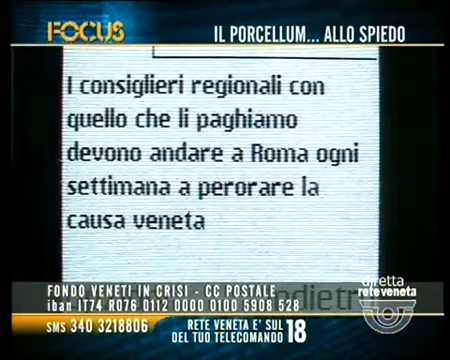 FOCUS
IL PORCELLUM... ALLO SPIEDO
I consiglieri regionali con
quello che li paghiamo
devono andare a Roma ogni
settimana a perorare la
causa veneta
FONDO VENETI IN CRISI - CC POSTALE
iban IT74 R076 0112 0000 0100 5908 528
diretta
reteveneta
SMS 340 3218806
RETE VENETA E' SUL
DEL TUO TELECOMANDO
18